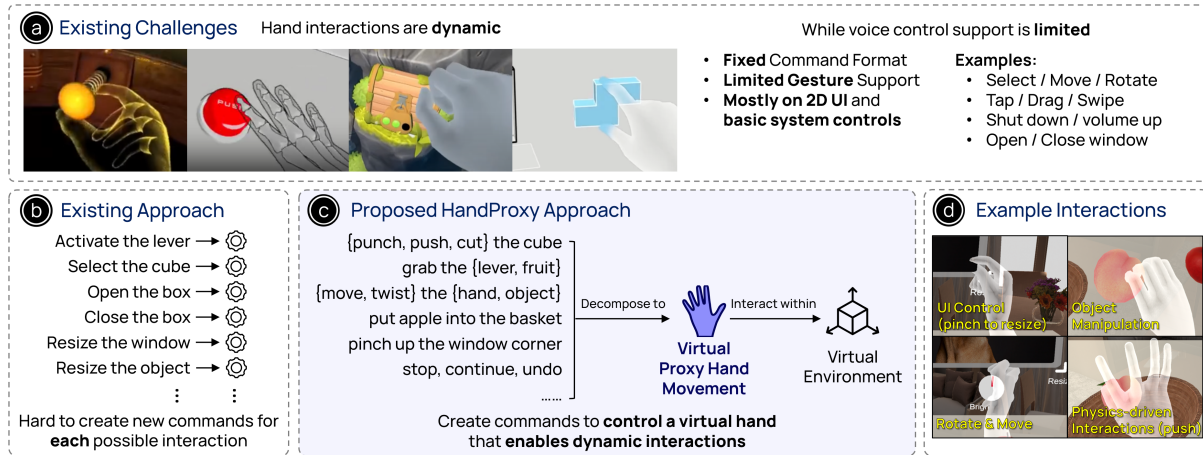 a Existing Challenges
Hand interactions are dynamic
PUSH
While voice control support is limited
• Fixed Command Format
• Limited Gesture Support
• Mostly on 2D UI and
basic system controls
Examples:
• Select / Move / Rotate
• Tap / Drag / Swipe
• Shut down / volume up
• Open / Close window
b Existing Approach
Activate the lever
Select the cube
Open the box
Close the box
Resize the window
Resize the object
Hard to create new commands for
each possible interaction
c Proposed HandProxy Approach
{punch, push, cut} the cube
grab the {lever, fruit}
{move, twist} the {hand, object}
put apple into the basket
pinch up the window corner
stop, continue, undo
......
Decompose to
Virtual
Proxy Hand
Movement
Interact within
Virtual
Environment
Create commands to control a virtual hand
that enables dynamic interactions
d Example Interactions
UI Control
(pinch to resize)
Object
Manipulation
Rotate & Move
Physics-driven
Interactions (push)